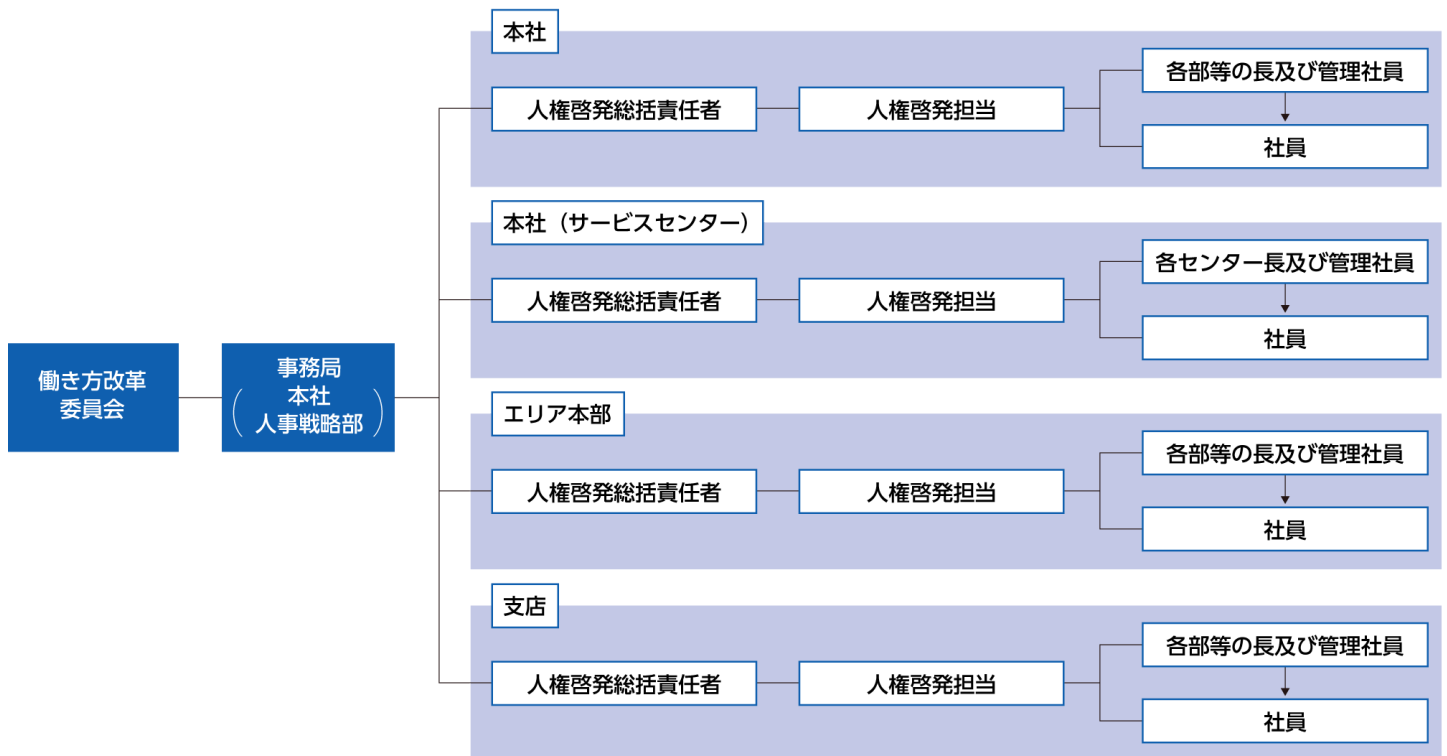 働き方改革
委員会
事務局
本社
人事戦略部
本社
人権啓発総括責任者
人権啓発担当
各部等の長及び管理社員
社員
本社（サービスセンター）
人権啓発総括責任者
人権啓発担当
各センター長及び管理社員
社員
エリア本部
人権啓発総括責任者
人権啓発担当
各部等の長及び管理社員
社員
支店
人権啓発総括責任者
人権啓発担当
各部等の長及び管理社員
社員